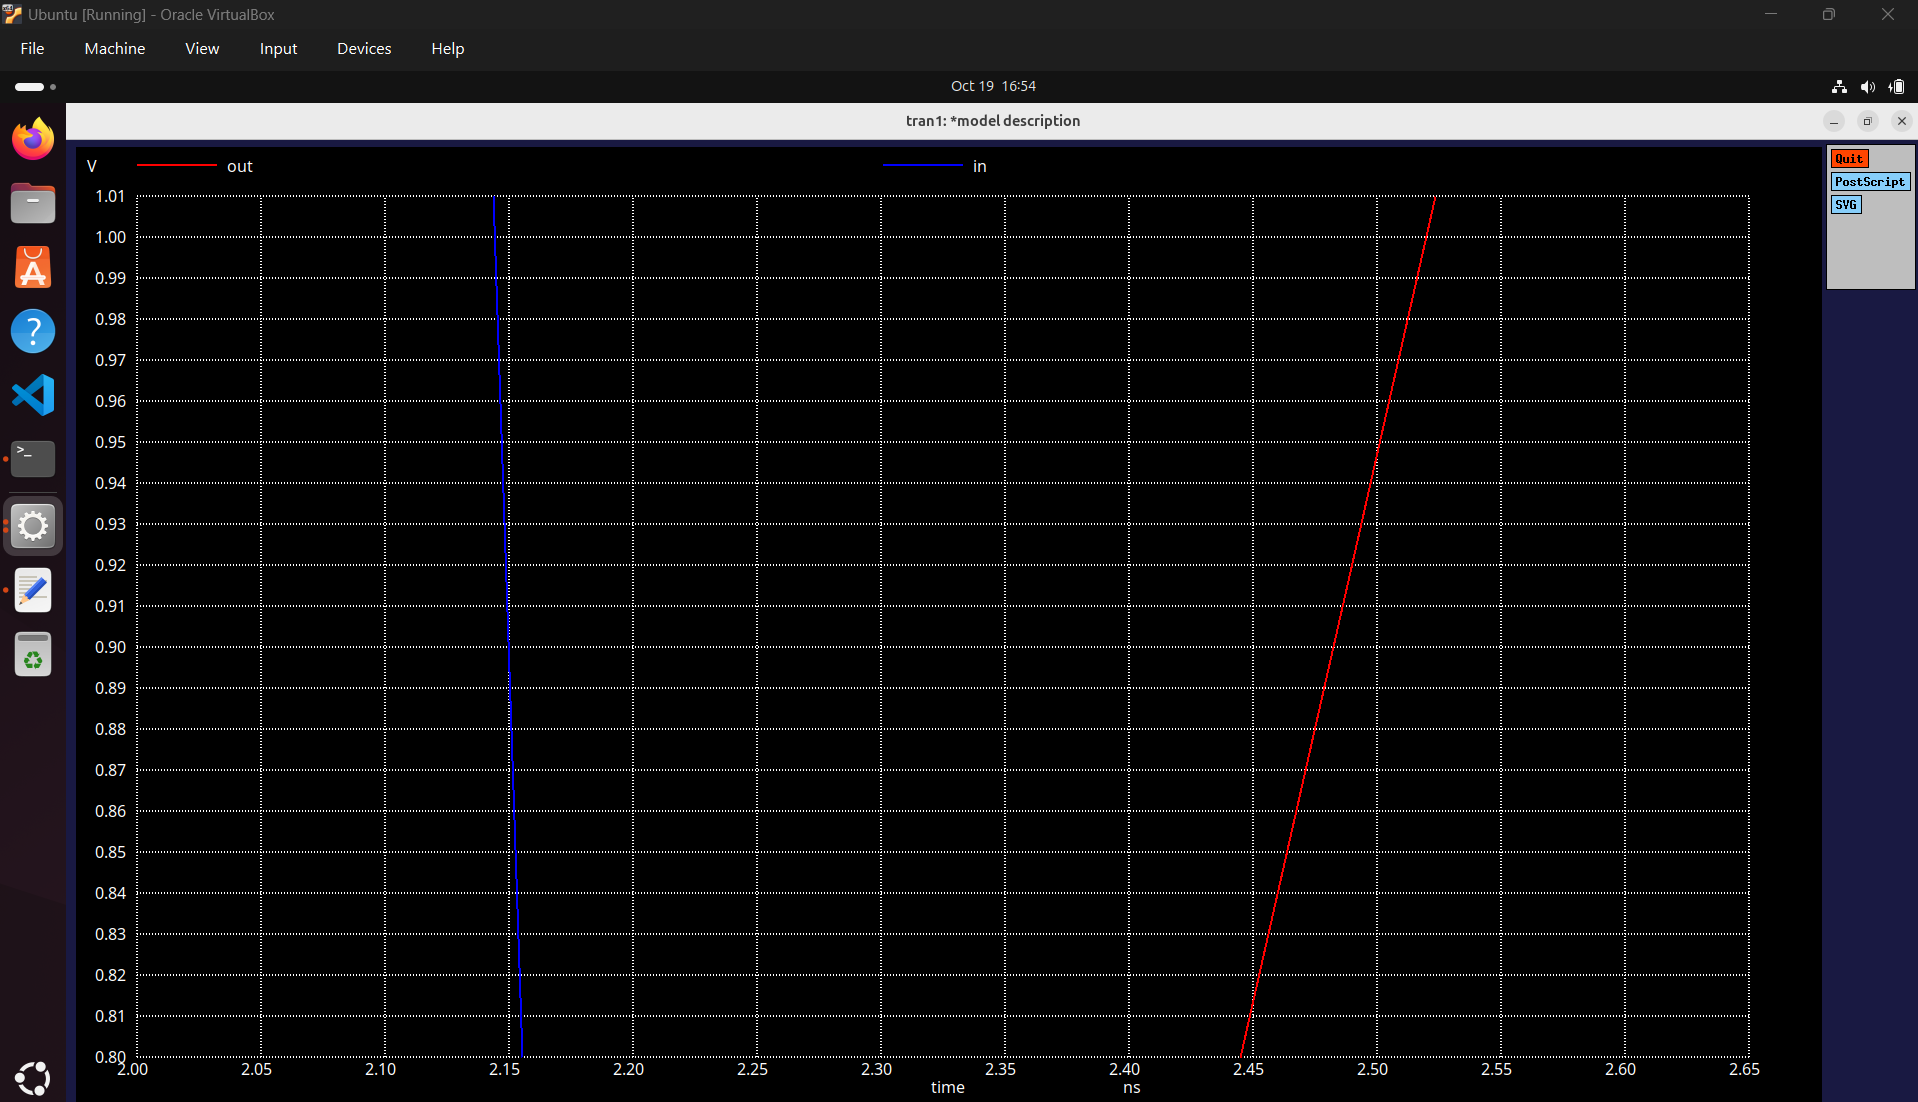 Ubuntu [Running] - Oracle VirtualBox
File Machine View Input Devices Help
Oct 19 16:54
tran1: *model description
V out in
Quit
PostScript
SVG
1.01
1.00
0.99
0.98
0.97
0.96
0.95
0.94
0.93
0.92
0.91
0.90
0.89
0.88
0.87
0.86
0.85
0.84
0.83
0.82
0.81
0.80
2.00 2.05 2.10 2.15 2.20 2.25 2.30 2.35 2.40 2.45 2.50 2.55 2.60 2.65
time ns